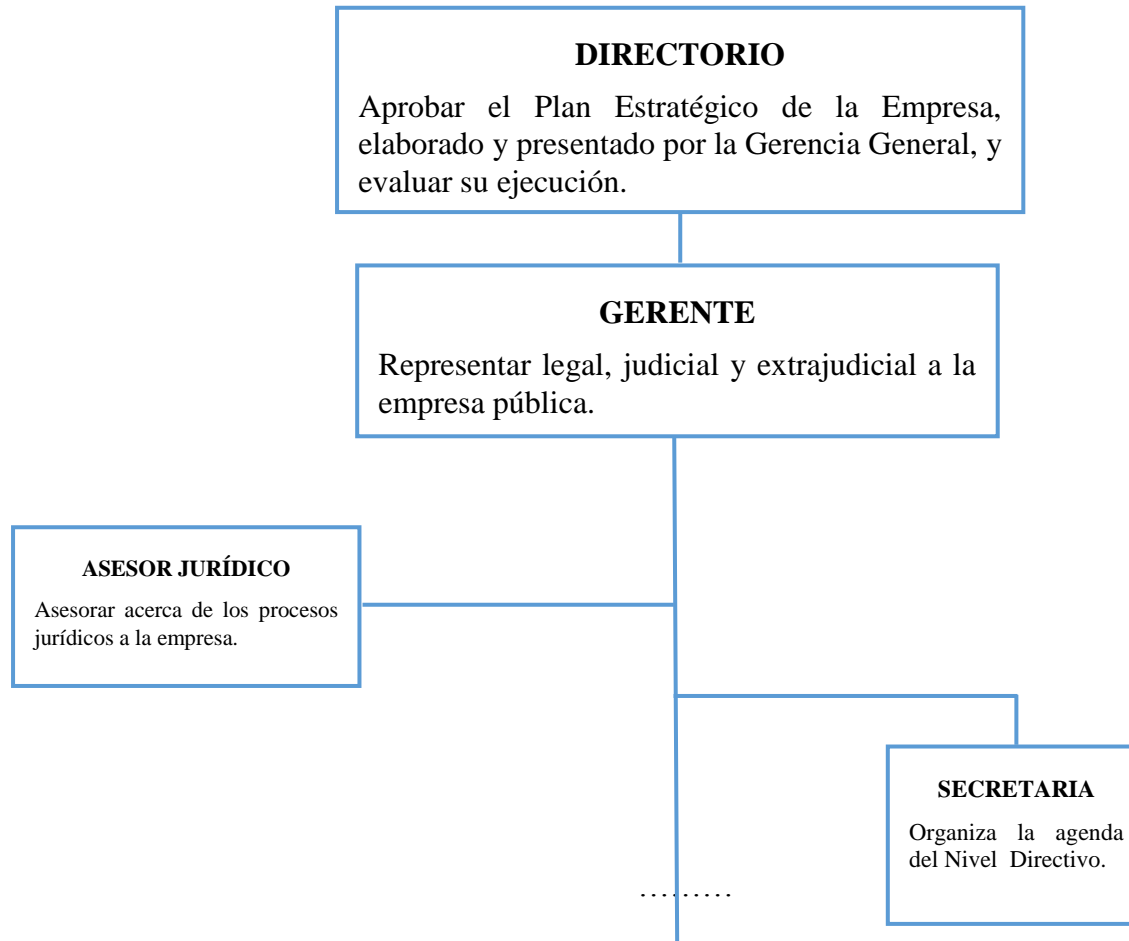 DIRECTORIO
Aprobar el Plan Estratégico de la Empresa,
elaborado y presentado por la Gerencia General, y
evaluar su ejecución.
GERENTE
Representar legal, judicial y extrajudicial a la
empresa pública.
ASESOR JURÍDICO
Asesorar acerca de los procesos
jurídicos a la empresa.
SECRETARIA
Organiza la agenda
del Nivel Directivo.
.........